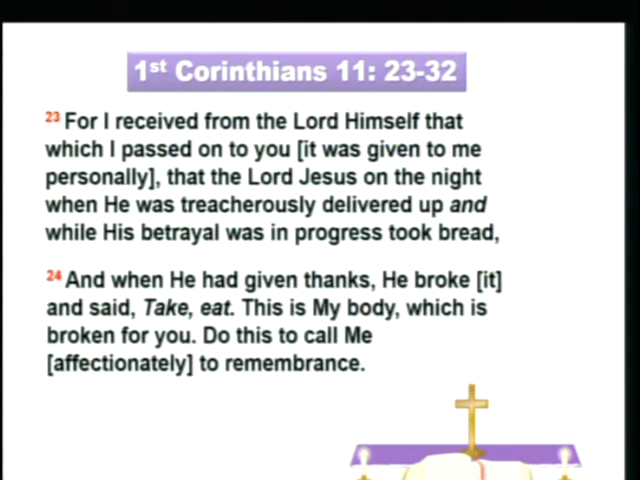 1st Corinthians 11: 23-32
23 For I received from the Lord Himself that
which I passed on to you [it was given to me
personally], that the Lord Jesus on the night
when He was treacherously delivered up and
while His betrayal was in progress took bread,
24 And when He had given thanks, He broke [it]
and said, Take, eat. This is My body, which is
broken for you. Do this to call Me
[affectionately] to remembrance.